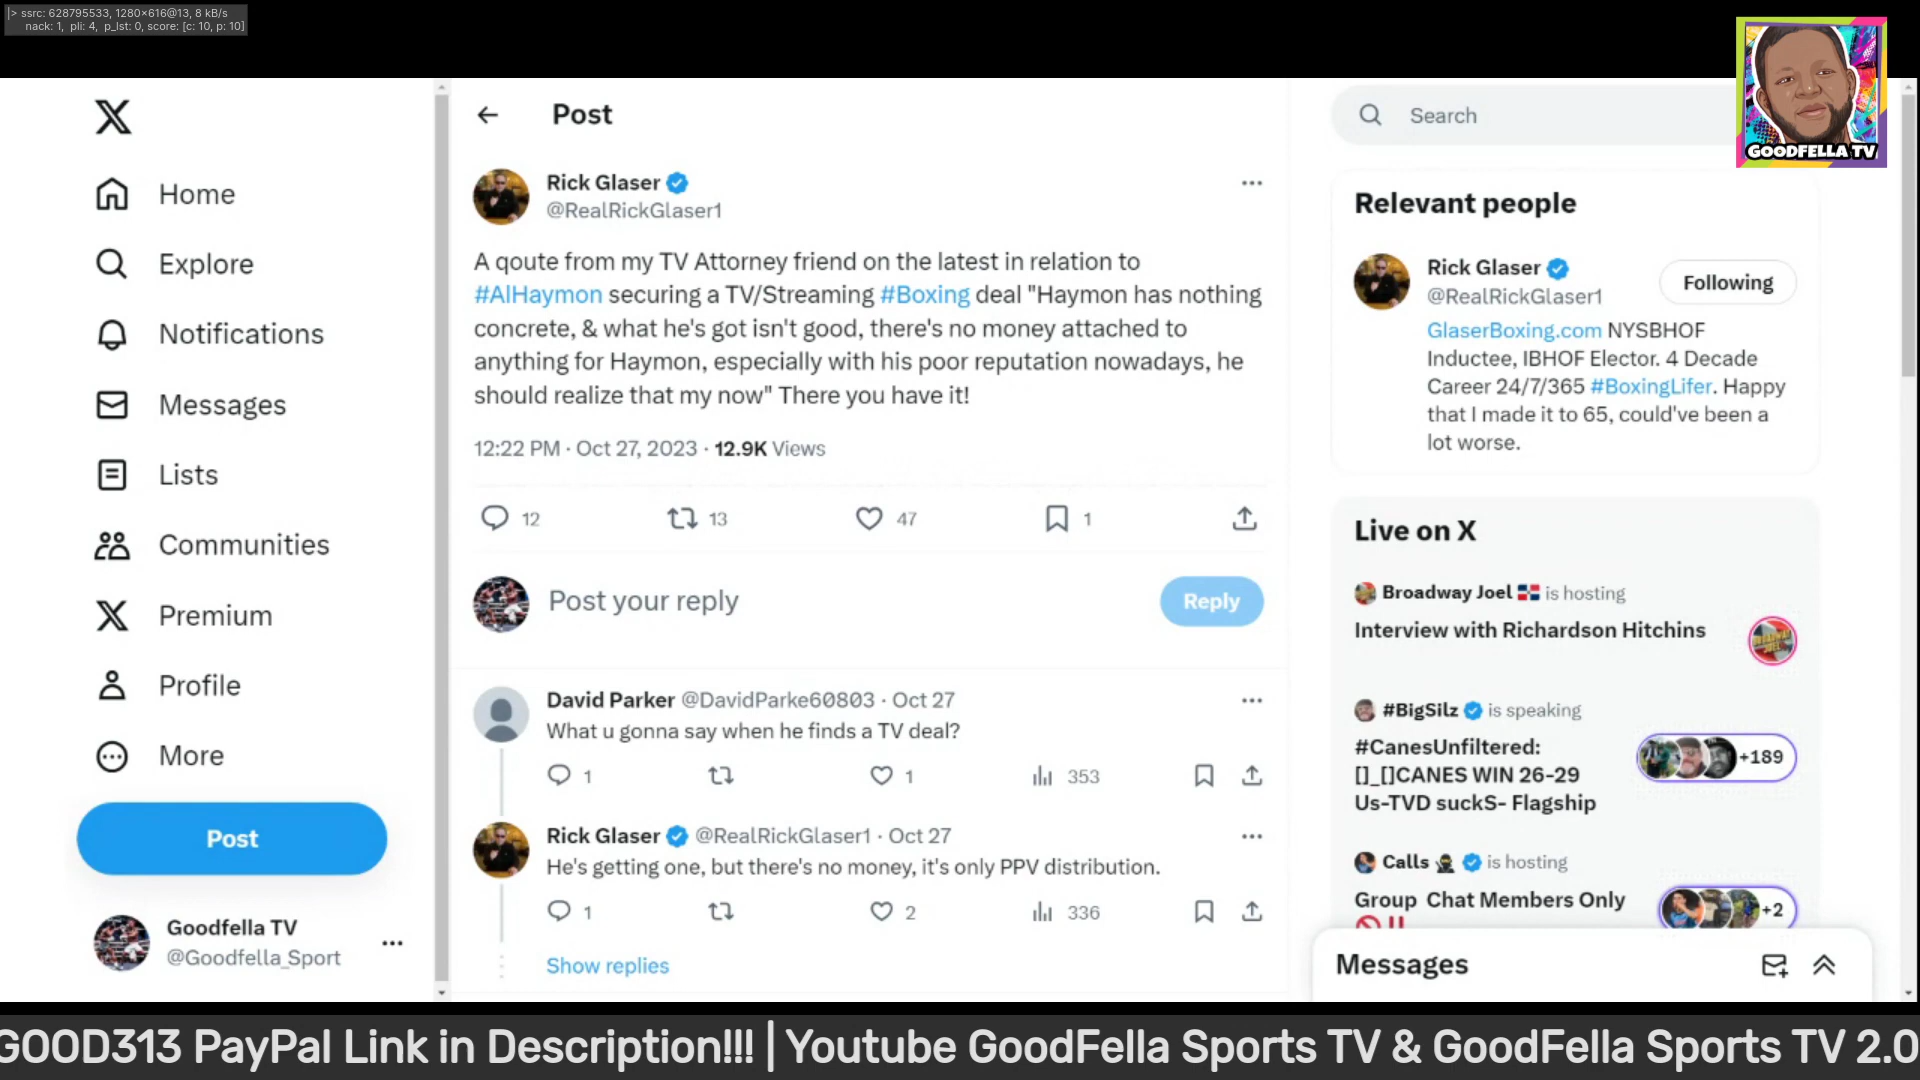 |> ssrc: 628795533, 1280×616@13, 8 kB/s
nack: 1, pli: 4, p_lst: 0, score: [c: 10, p: 10]
GOODFELLA TV
Home
Explore
Notifications
Messages
Lists
Communities
Premium
Profile
More
Post
Goodfella TV
@Goodfella_Sport
Post
Rick Glaser
@RealRickGlaser1
A qoute from my TV Attorney friend on the latest in relation to
#AlHaymon securing a TV/Streaming #Boxing deal "Haymon has nothing
concrete, & what he's got isn't good, there's no money attached to
anything for Haymon, especially with his poor reputation nowadays, he
should realize that my now" There you have it!
12:22 PM · Oct 27, 2023 · 12.9K Views
12 13 47 1
Post your reply
Reply
David Parker @DavidParke60803 · Oct 27
What u gonna say when he finds a TV deal?
1 1 353
Rick Glaser @RealRickGlaser1 · Oct 27
He's getting one, but there's no money, it's only PPV distribution.
1 2 336
Show replies
Search
Relevant people
Rick Glaser
@RealRickGlaser1
Following
GlaserBoxing.com NYSBHOF
Inductee, IBHOF Elector. 4 Decade
Career 24/7/365 #BoxingLifer. Happy
that I made it to 65, could've been a
lot worse.
Live on X
Broadway Joel is hosting
Interview with Richardson Hitchins
#BigSilz is speaking
#CanesUnfiltered:
[]_[]CANES WIN 26-29
Us-TVD suckS- Flagship
+189
Calls is hosting
Group Chat Members Only
+2
Messages
GOOD313 PayPal Link in Description!!! | Youtube GoodFella Sports TV & GoodFella Sports TV 2.0